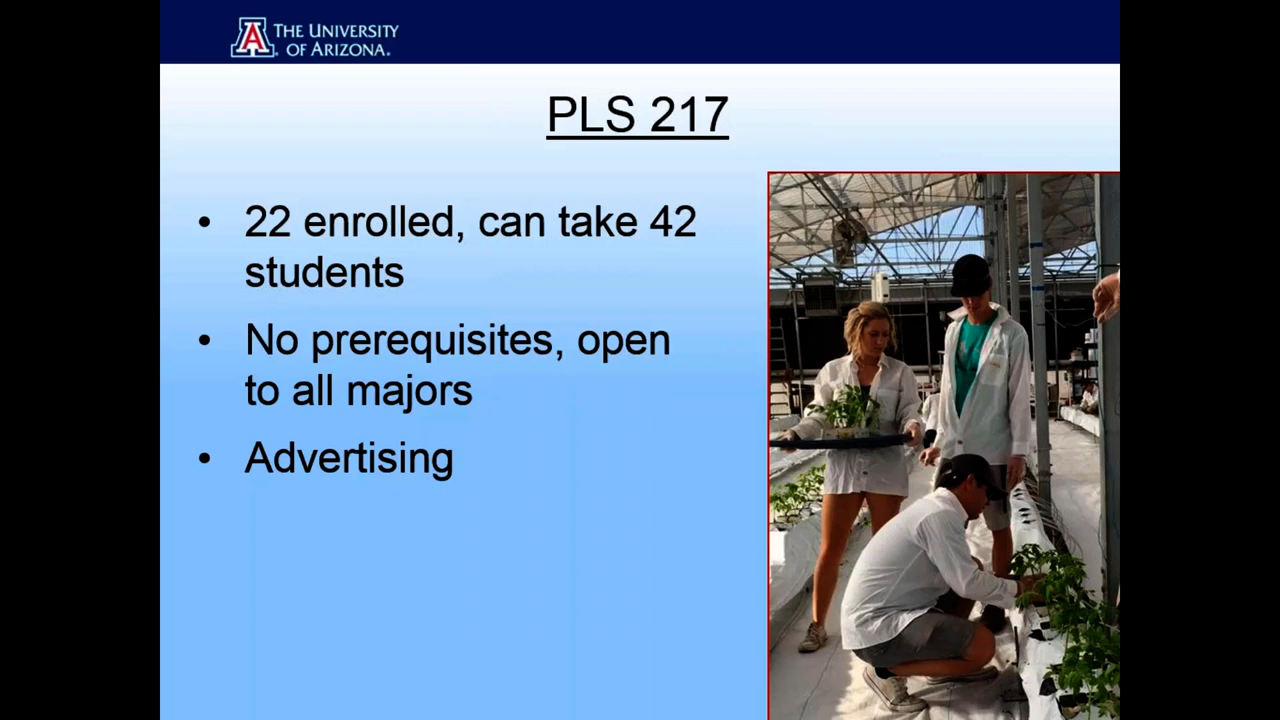 THE UNIVERSITY
OF ARIZONA.
PLS 217
• 22 enrolled, can take 42
students
• No prerequisites, open
to all majors
• Advertising